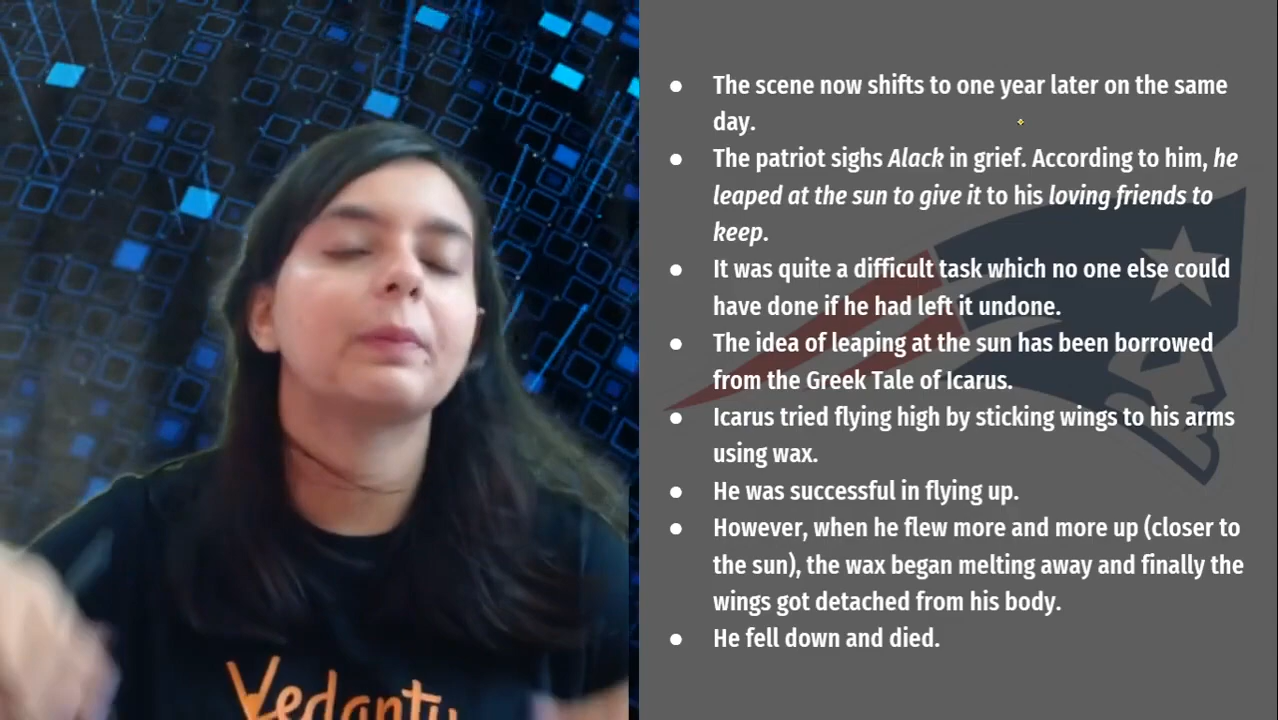 ● The scene now shifts to one year later on the same
day.
● The patriot sighs Alack in grief. According to him, he
leaped at the sun to give it to his loving friends to
keep.
● It was quite a difficult task which no one else could
have done if he had left it undone.
● The idea of leaping at the sun has been borrowed
from the Greek Tale of Icarus.
● Icarus tried flying high by sticking wings to his arms
using wax.
● He was successful in flying up.
● However, when he flew more and more up (closer to
the sun), the wax began melting away and finally the
wings got detached from his body.
● He fell down and died.
Vedantu